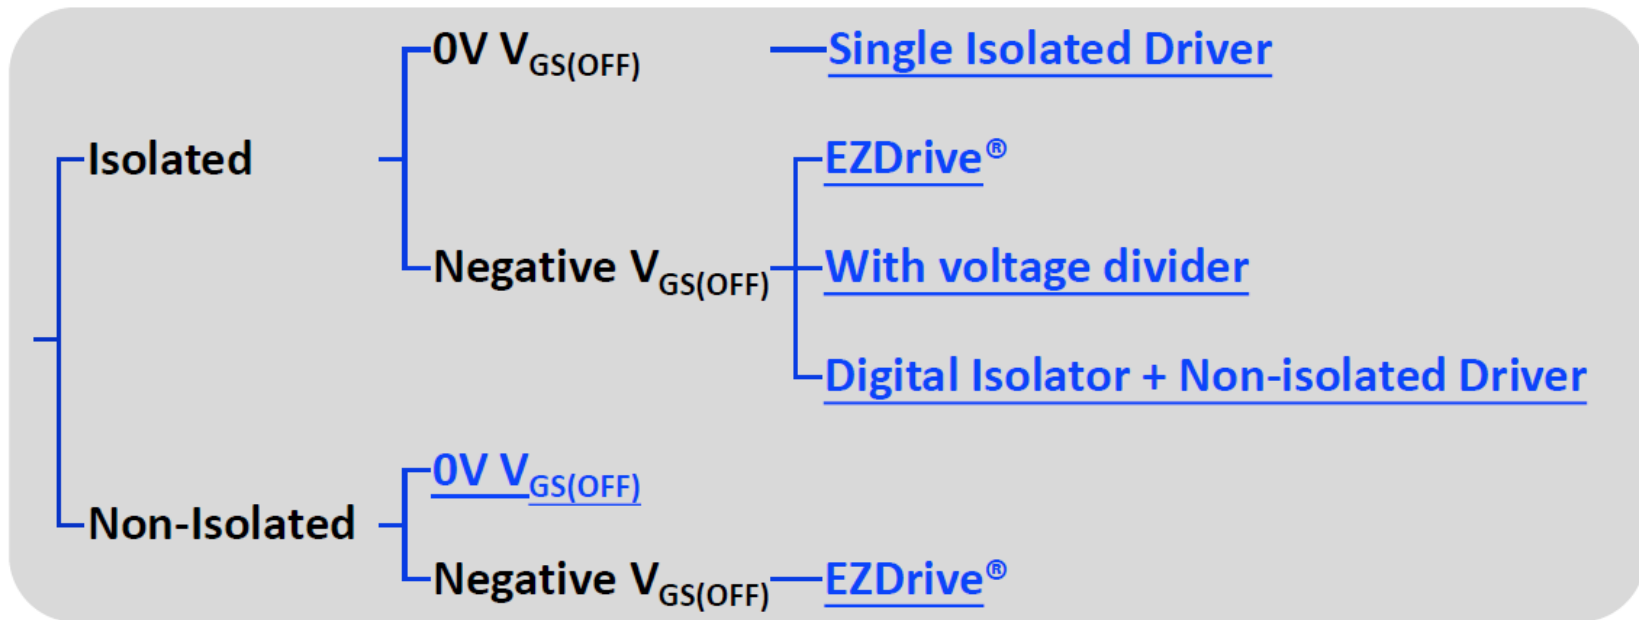 0V VGS(OFF) Single Isolated Driver
Isolated EZDrive®
Negative VGS(OFF) With voltage divider
Digital Isolator + Non-isolated Driver
0V VGS(OFF)
Non-Isolated
Negative VGS(OFF) EZDrive®